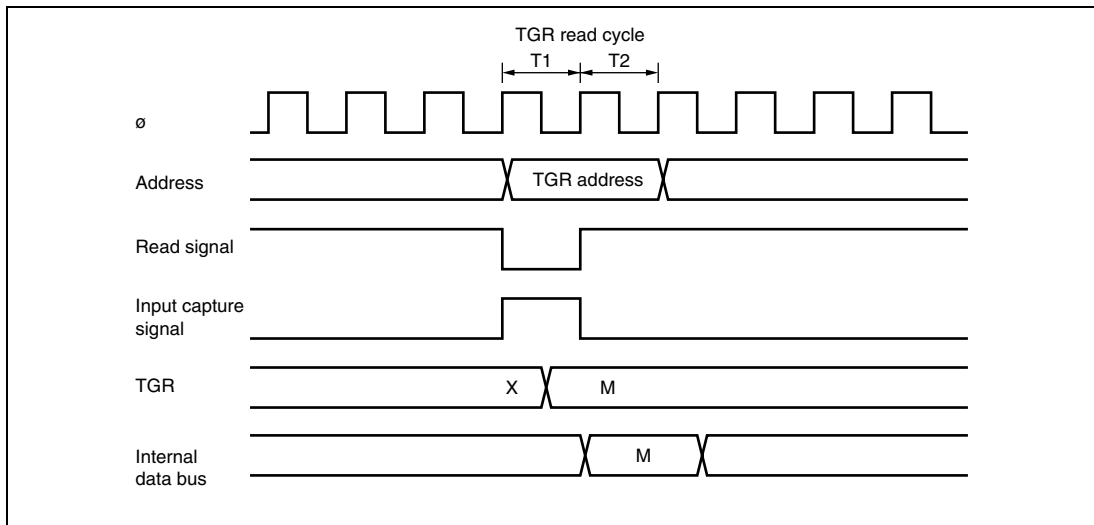 TGR read cycle
T1 T2
ø
Address
TGR address
Read signal
Input capture
signal
TGR
X M
Internal
data bus
M